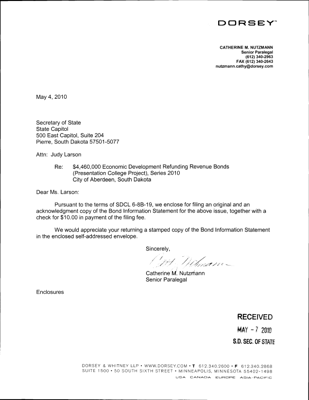 DORSEY
CATHERINE M. NUTZMANN
Senior Paralegal
(612) 340-2963
FAX (612) 340-2643
nutzmann.cathy@dorsey.com
May 4, 2010
Secretary of State
State Capitol
500 East Capitol, Suite 204
Pierre, South Dakota 57501-5077
Attn: Judy Larson
Re: $4,460,000 Economic Development Refunding Revenue Bonds
(Presentation College Project), Series 2010
City of Aberdeen, South Dakota
Dear Ms. Larson:
Pursuant to the terms of SDCL 6-8B-19, we enclose for filing an original and an
acknowledgment copy of the Bond Information Statement for the above issue, together with a
check for $10.00 in payment of the filing fee.
We would appreciate your returning a stamped copy of the Bond Information Statement
in the enclosed self-addressed envelope.
Sincerely,
Catherine M. Nutzmann
Senior Paralegal
Enclosures
RECEIVED
MAY - 7 2010
S.D. SEC. OF STATE
DORSEY & WHITNEY LLP • WWW.DORSEY.COM • T 612.340.2600 • F 612.340.2868
SUITE 1500 • 50 SOUTH SIXTH STREET • MINNEAPOLIS, MINNESOTA 55402-1498
USA CANADA EUROPE ASIA PACIFIC